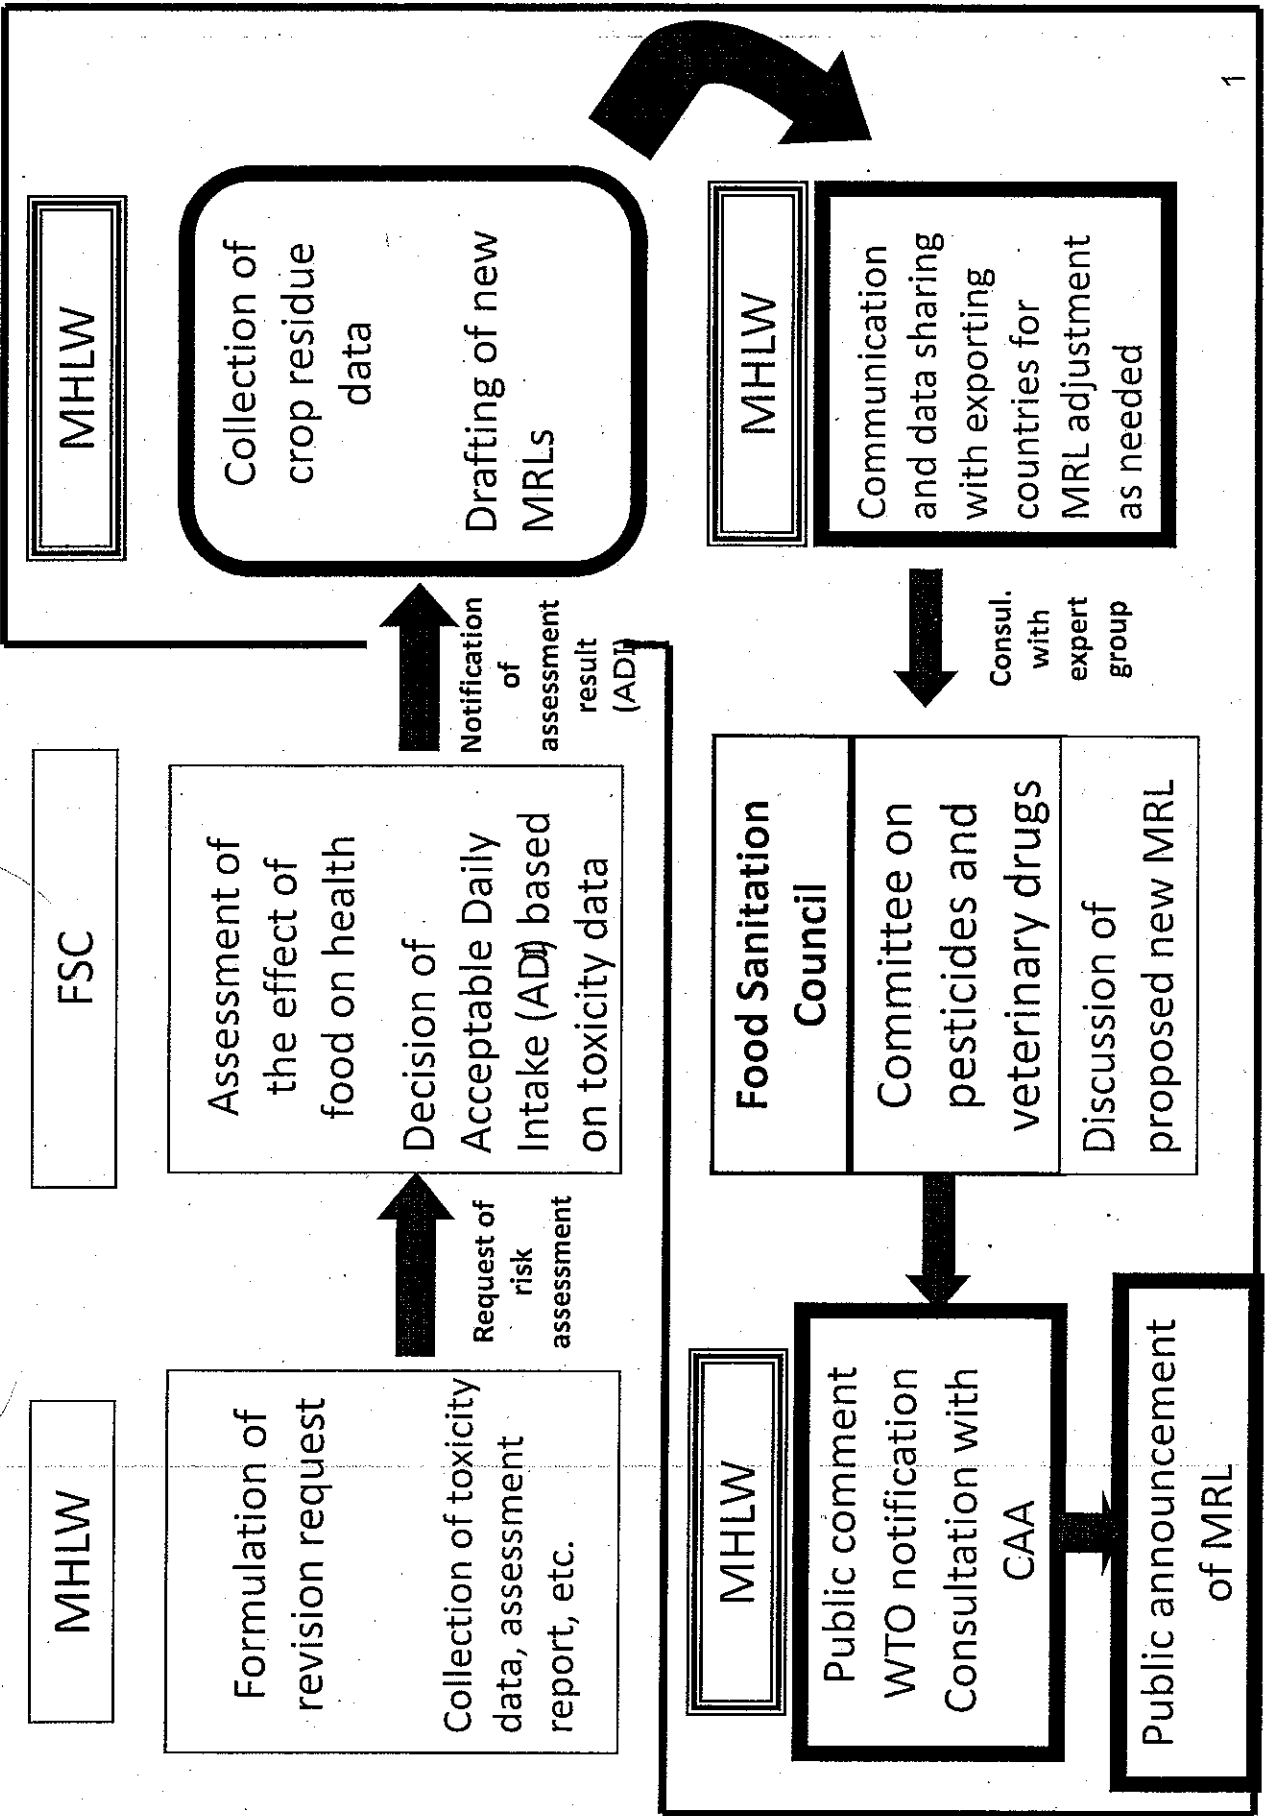 MHLW
Formulation of
revision request
Collection of toxicity
data, assessment
report, etc.
Request of
risk
assessment
FSC
Assessment of
the effect of
food on health
Decision of
Acceptable Daily
Intake (ADI) based
on toxicity data
Notification
of
assessment
result
(ADI)
MHLW
Collection of
crop residue
data
Drafting of new
MRLs
MHLW
Communication
and data sharing
with exporting
countries for
MRL adjustment
as needed
Consul.
with
expert
group
Food Sanitation
Council
Committee on
pesticides and
veterinary drugs
Discussion of
proposed new MRL
MHLW
Public comment
WTO notification
Consultation with
CAA
Public announcement
of MRL
1